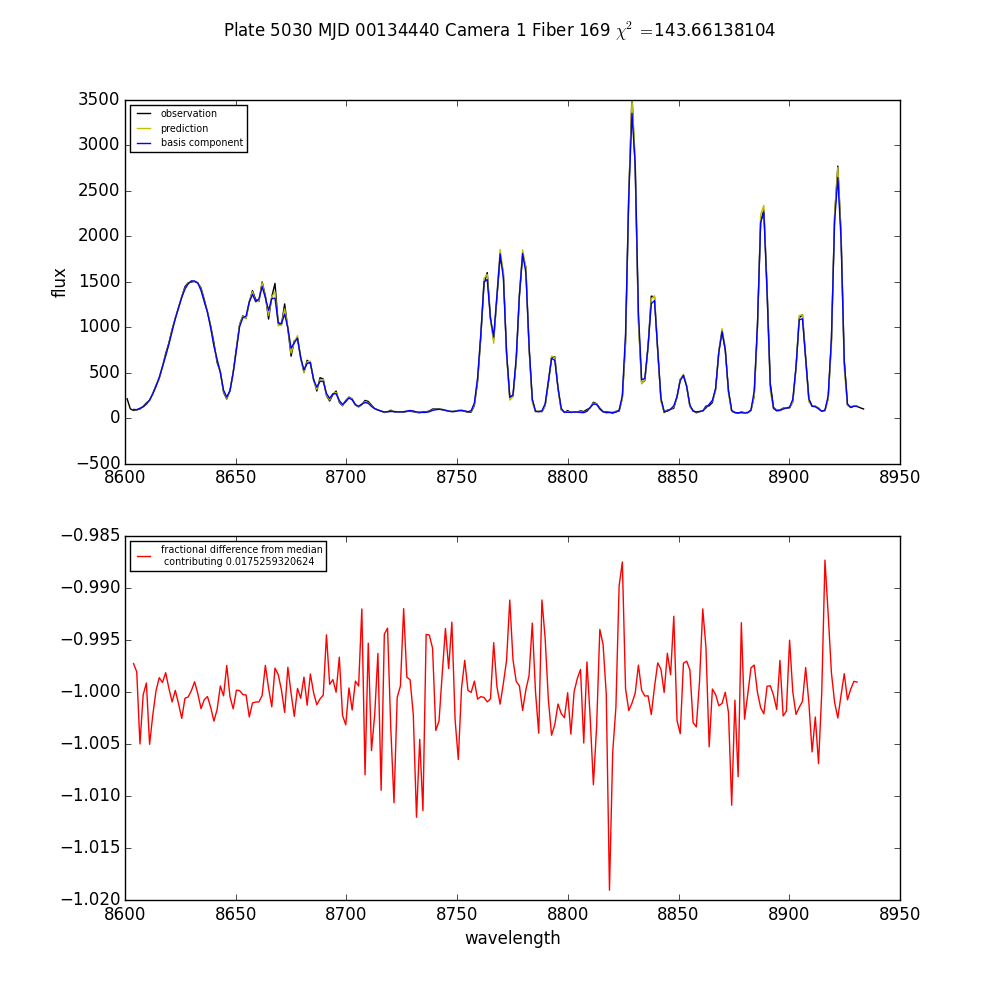 Plate 5030 MJD 00134440 Camera 1 Fiber 169 χ² =143.66138104
3500
3000
2500
2000
1500
1000
500
0
−500
flux
observation
prediction
basis component
8600 8650 8700 8750 8800 8850 8900 8950
−0.985
−0.990
−0.995
−1.000
−1.005
−1.010
−1.015
−1.020
fractional difference from median
contributing 0.0175259320624
8600 8650 8700 8750 8800 8850 8900 8950
wavelength